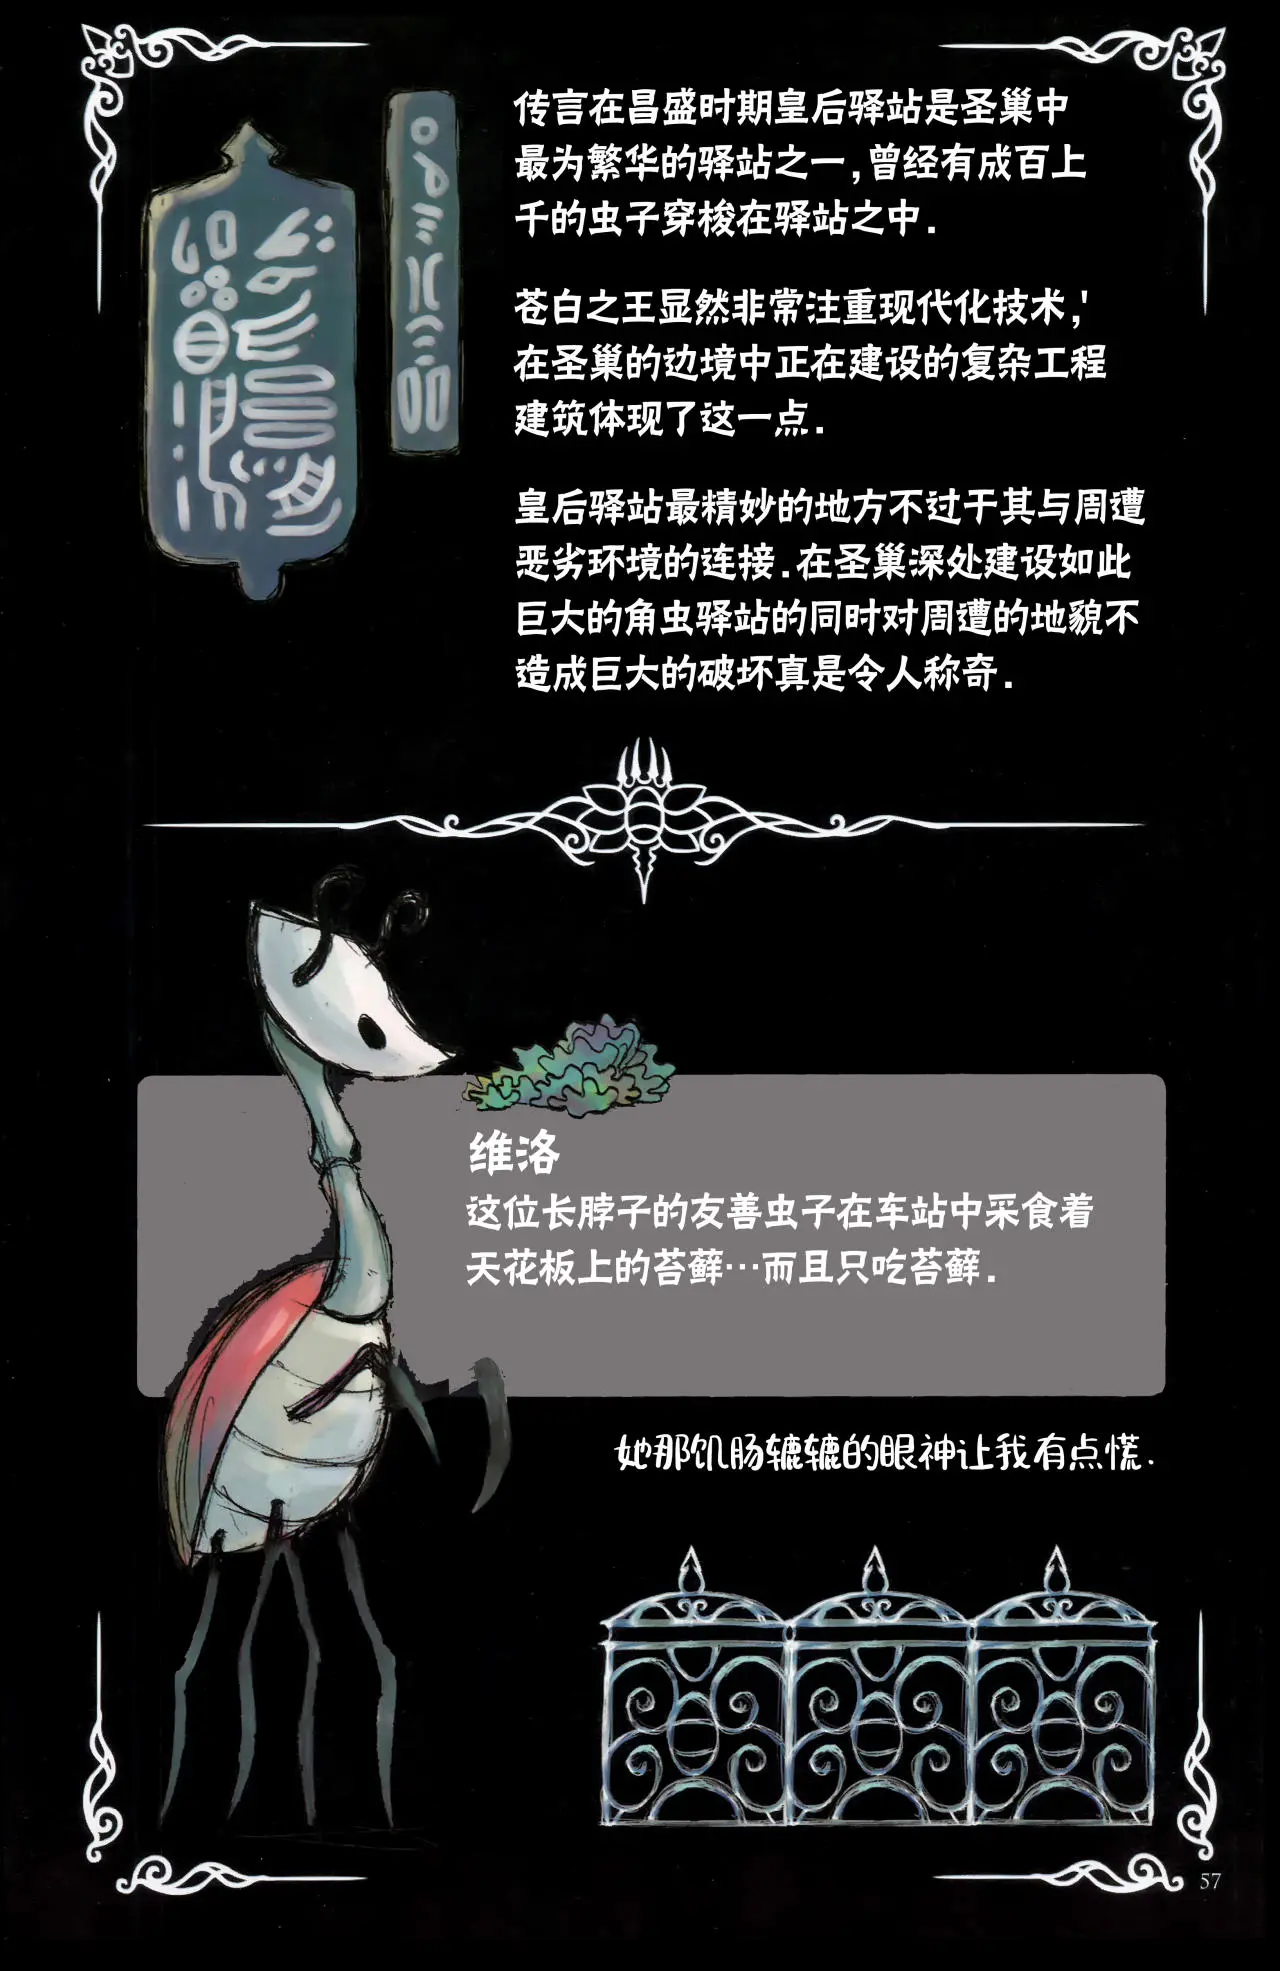 传言在昌盛时期皇后驿站是圣巢中
最为繁华的驿站之一,曾经有成百上
千的虫子穿梭在驿站之中.
苍白之王显然非常注重现代化技术,'
在圣巢的边境中正在建设的复杂工程
建筑体现了这一点.
皇后驿站最精妙的地方不过于其与周遭
恶劣环境的连接.在圣巢深处建设如此
巨大的角虫驿站的同时对周遭的地貌不
造成巨大的破坏真是令人称奇.
维洛
这位长脖子的友善虫子在车站中采食着
天花板上的苔藓…而且只吃苔藓.
她那饥肠辘辘的眼神让我有点慌.
57